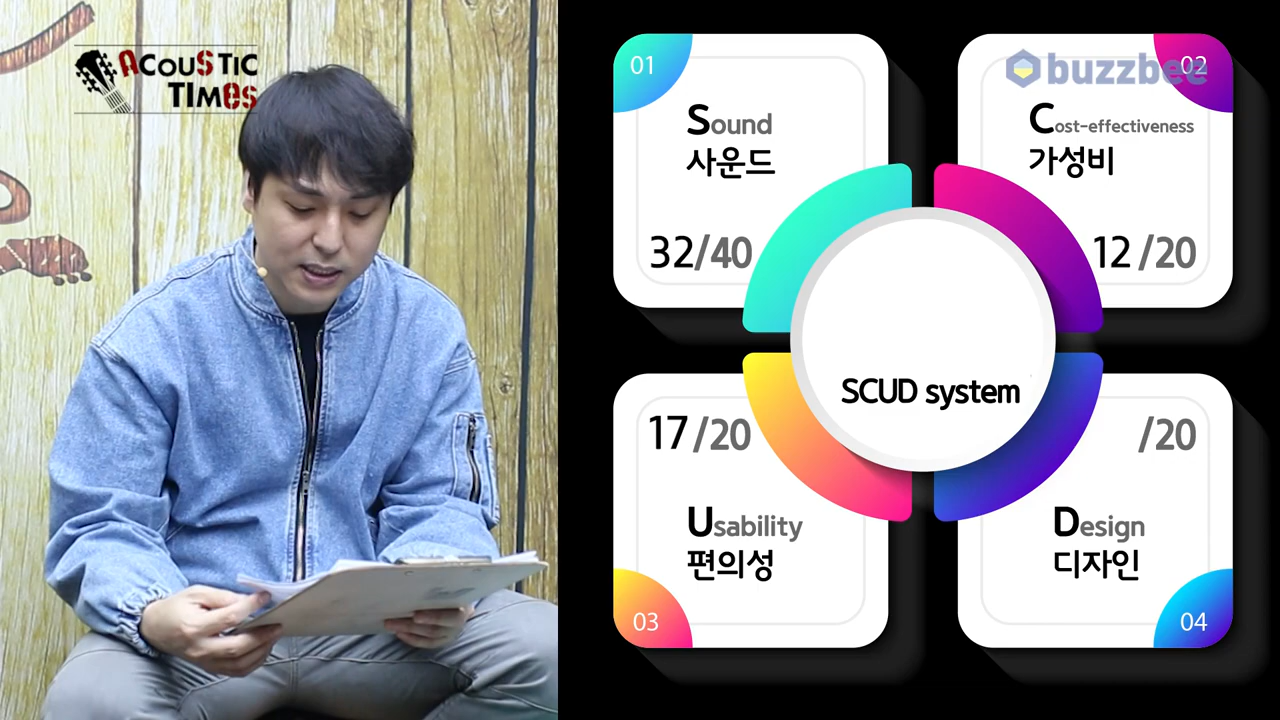 ACOUSTIC
TIMES
buzzbee
01
Sound
사운드
32/40
02
Cost-effectiveness
가성비
12/20
SCUD system
17/20
Usability
편의성
03
/20
Design
디자인
04